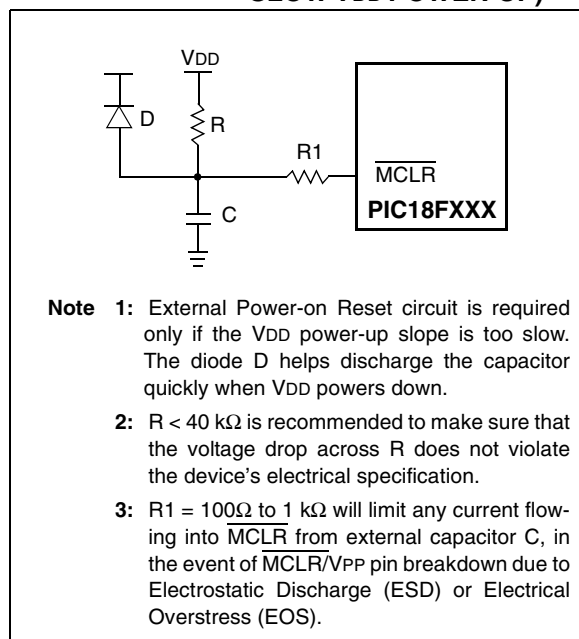 VDD
D
R
R1
MCLR
C
PIC18FXXX
Note 1: External Power-on Reset circuit is required
only if the VDD power-up slope is too slow.
The diode D helps discharge the capacitor
quickly when VDD powers down.
2: R < 40 kΩ is recommended to make sure that
the voltage drop across R does not violate
the device's electrical specification.
3: R1 = 100Ω to 1 kΩ will limit any current flow-
ing into MCLR from external capacitor C, in
the event of MCLR/VPP pin breakdown due to
Electrostatic Discharge (ESD) or Electrical
Overstress (EOS).